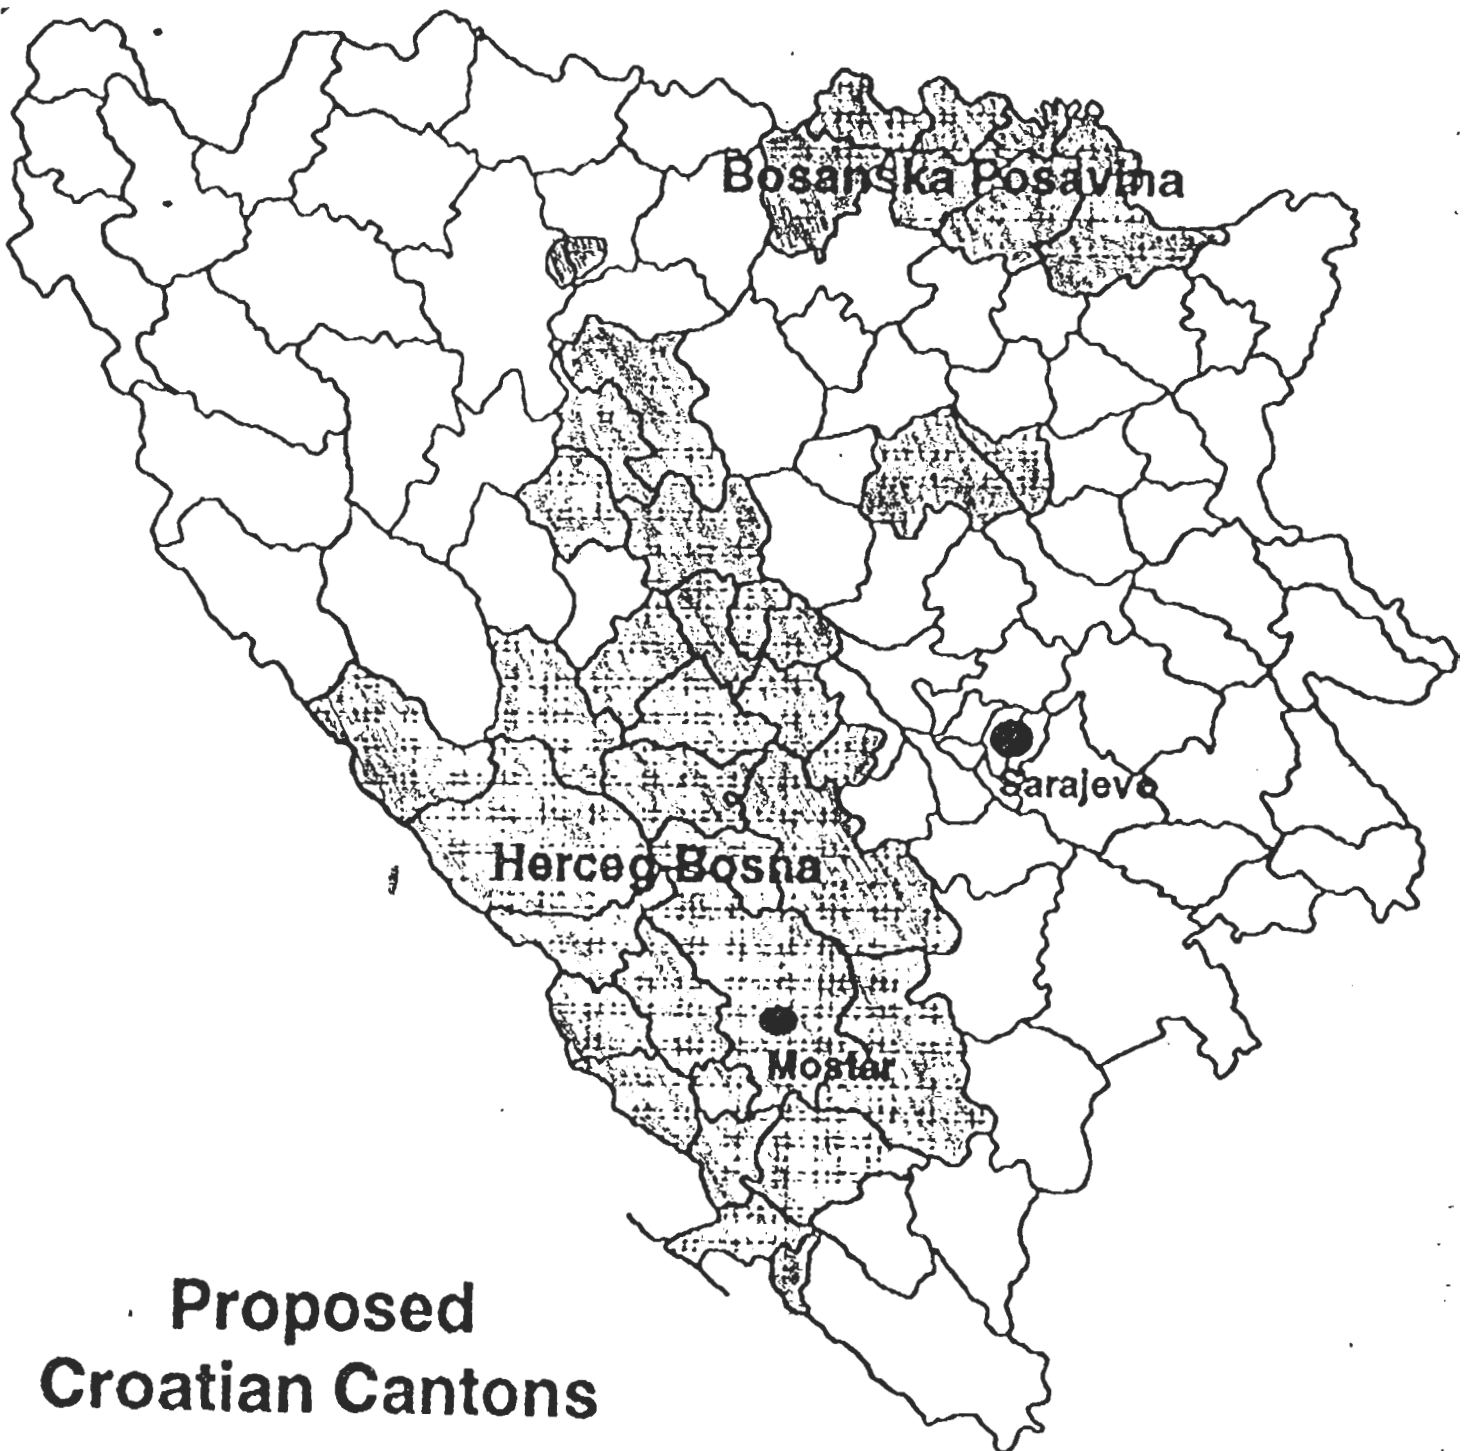 Bosanska Posavina
Sarajevo
Herceg-Bosna
Mostar
Proposed
Croatian Cantons